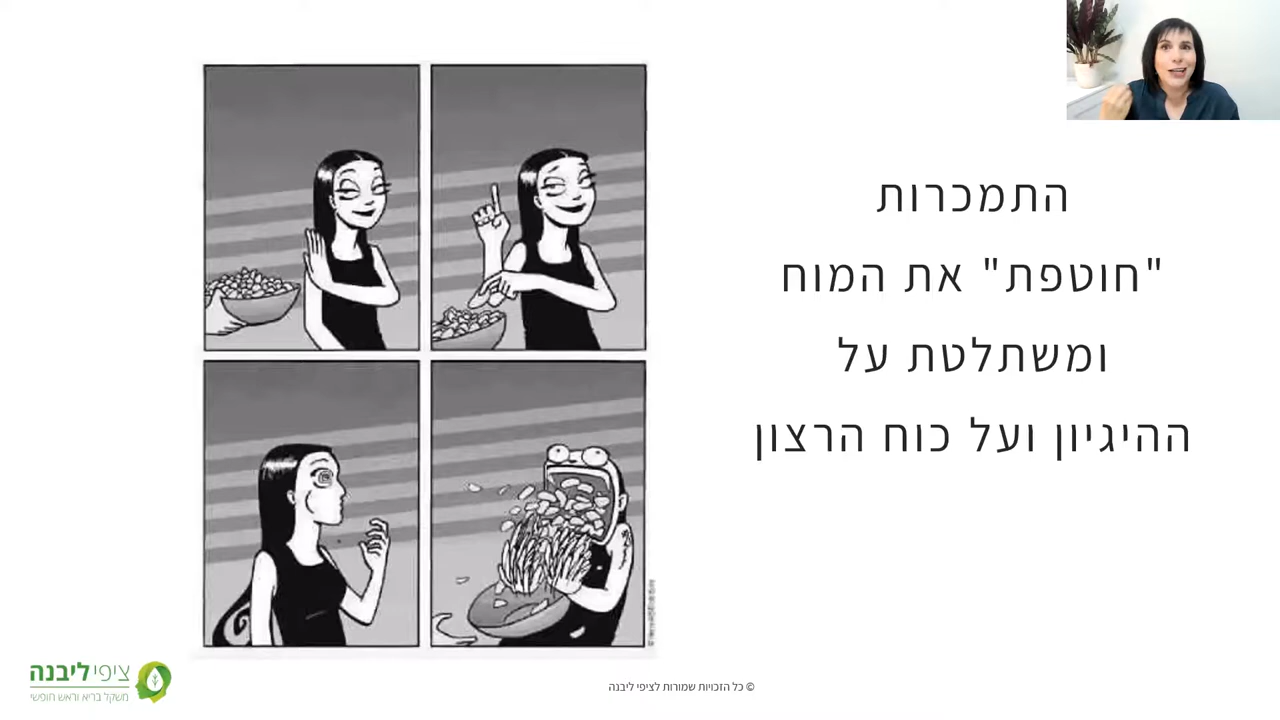 התמכרות
"חוטפת" את המוח
ומשתלטת על
ההיגיון ועל כוח הרצון
ציפי ליבנה
משקל בריא וראש חופשי
© כל הזכויות שמורות לציפי ליבנה